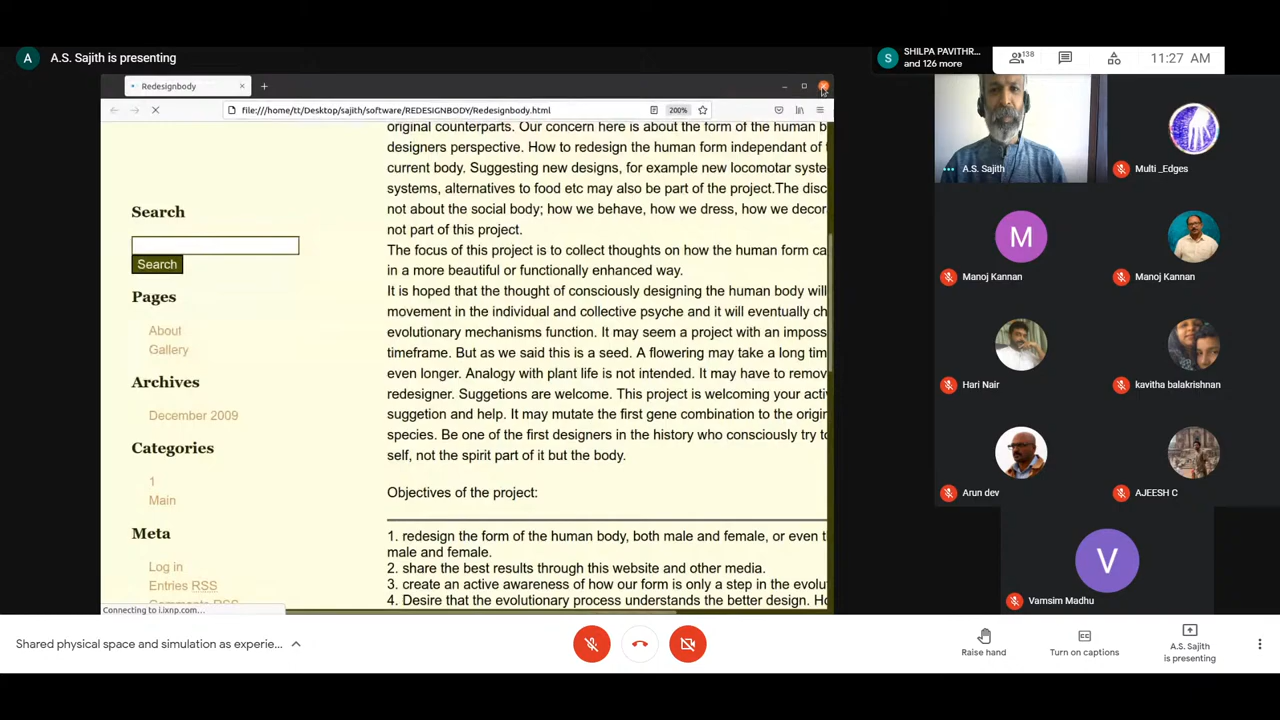 A
A.S. Sajith is presenting
S
SHILPA PAVITHR...
and 126 more
138
11:27 AM
Redesignbody
file:///home/tt/Desktop/sajith/software/REDESIGNBODY/Redesignbody.html
200%
original counterparts. Our concern here is about the form of the human b
designers perspective. How to redesign the human form independant of
current body. Suggesting new designs, for example new locomotar syste
systems, alternatives to food etc may also be part of the project.The disc
not about the social body; how we behave, how we dress, how we decor
not part of this project.
The focus of this project is to collect thoughts on how the human form ca
in a more beautiful or functionally enhanced way.
It is hoped that the thought of consciously designing the human body will
movement in the individual and collective psyche and it will eventually ch
evolutionary mechanisms function. It may seem a project with an imposs
timeframe. But as we said this is a seed. A flowering may take a long tim
even longer. Analogy with plant life is not intended. It may have to remov
redesigner. Suggetions are welcome. This project is welcoming your acti
suggetion and help. It may mutate the first gene combination to the origin
species. Be one of the first designers in the history who consciously try to
self, not the spirit part of it but the body.
Objectives of the project:
1. redesign the form of the human body, both male and female, or even t
male and female.
2. share the best results through this website and other media.
3. create an active awareness of how our form is only a step in the evolu
4. Desire that the evolutionary process understands the better design. Ho
Search
Search
Pages
About
Gallery
Archives
December 2009
Categories
1
Main
Meta
Log in
Entries RSS
Comments RSS
Connecting to i.ixnp.com...
A.S. Sajith
Multi _Edges
M
Manoj Kannan
Manoj Kannan
Hari Nair
kavitha balakrishnan
Arun dev
AJEESH C
V
Vamsim Madhu
Shared physical space and simulation as experie...
Raise hand
Turn on captions
A.S. Sajith
is presenting